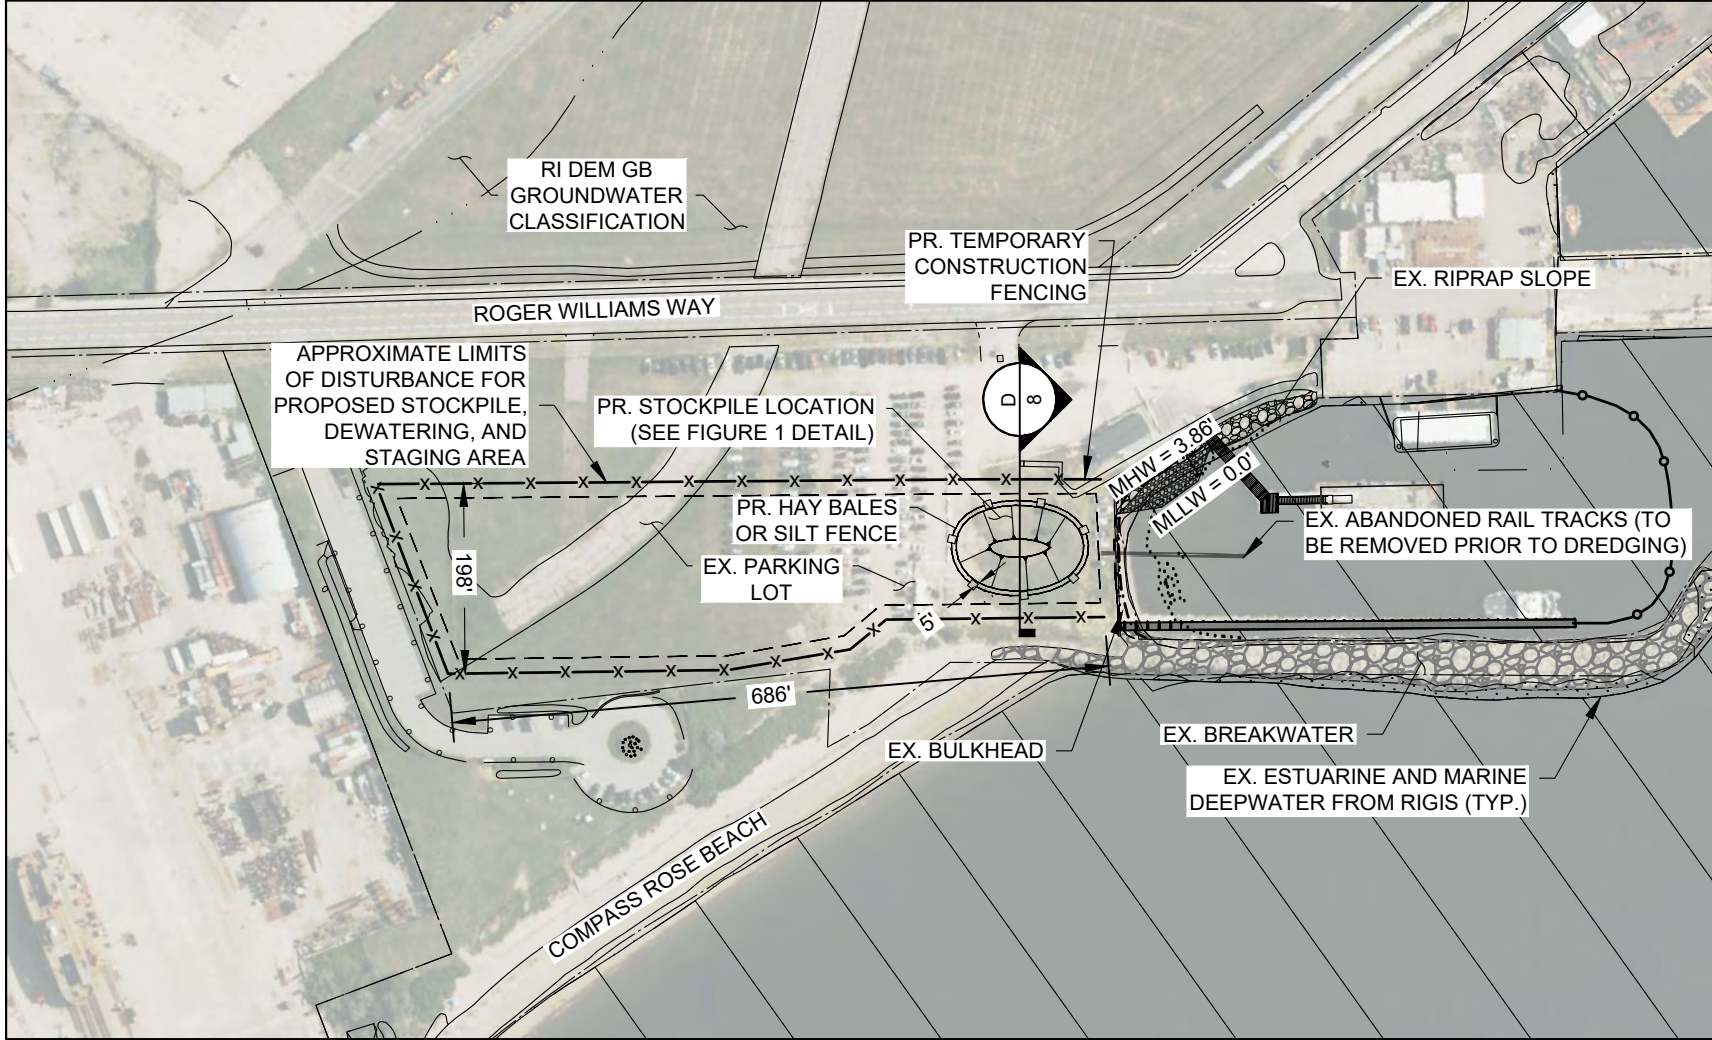 RI DEM GB
GROUNDWATER
CLASSIFICATION
PR. TEMPORARY
CONSTRUCTION
FENCING
EX. RIPRAP SLOPE
ROGER WILLIAMS WAY
APPROXIMATE LIMITS
OF DISTURBANCE FOR
PROPOSED STOCKPILE,
DEWATERING, AND
STAGING AREA
PR. STOCKPILE LOCATION
(SEE FIGURE 1 DETAIL)
D
8
MHW = 3.86'
MLLW = 0.0'
PR. HAY BALES
OR SILT FENCE
EX. ABANDONED RAIL TRACKS (TO
BE REMOVED PRIOR TO DREDGING)
198'
EX. PARKING
LOT
5'
686'
EX. BULKHEAD
EX. BREAKWATER
EX. ESTUARINE AND MARINE
DEEPWATER FROM RIGIS (TYP.)
COMPASS ROSE BEACH